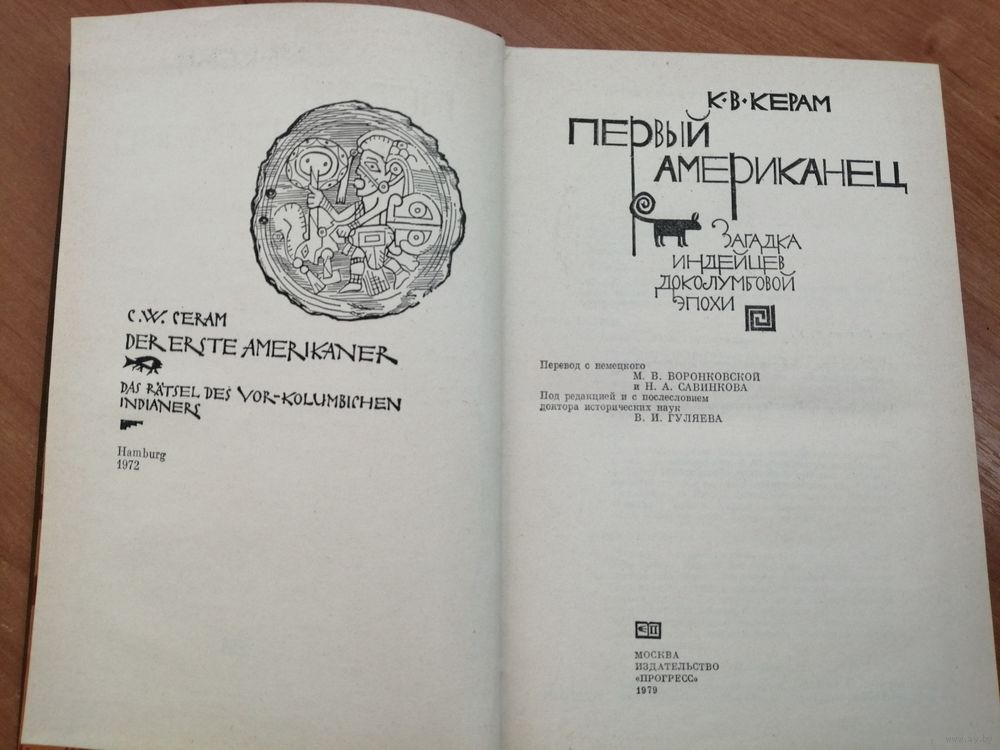 C. W. CERAM
DER ERSTE AMERIKANER
DAS RÄTSEL DES VOR-KOLUMBISCHEN
INDIANERS
Hamburg
1972
К·В·КЕРАМ
ПЕРВЫЙ
АМЕРИКАНЕЦ
ЗАГАДКА
ИНДЕЙЦЕВ
ДОКОЛУМБОВОЙ
ЭПОХИ
Перевод с немецкого
М. В. ВОРОНКОВСКОЙ
и Н. А. САВИНКОВА
Под редакцией и с послесловием
доктора исторических наук
В. И. ГУЛЯЕВА
МОСКВА
ИЗДАТЕЛЬСТВО
«ПРОГРЕСС»
1979